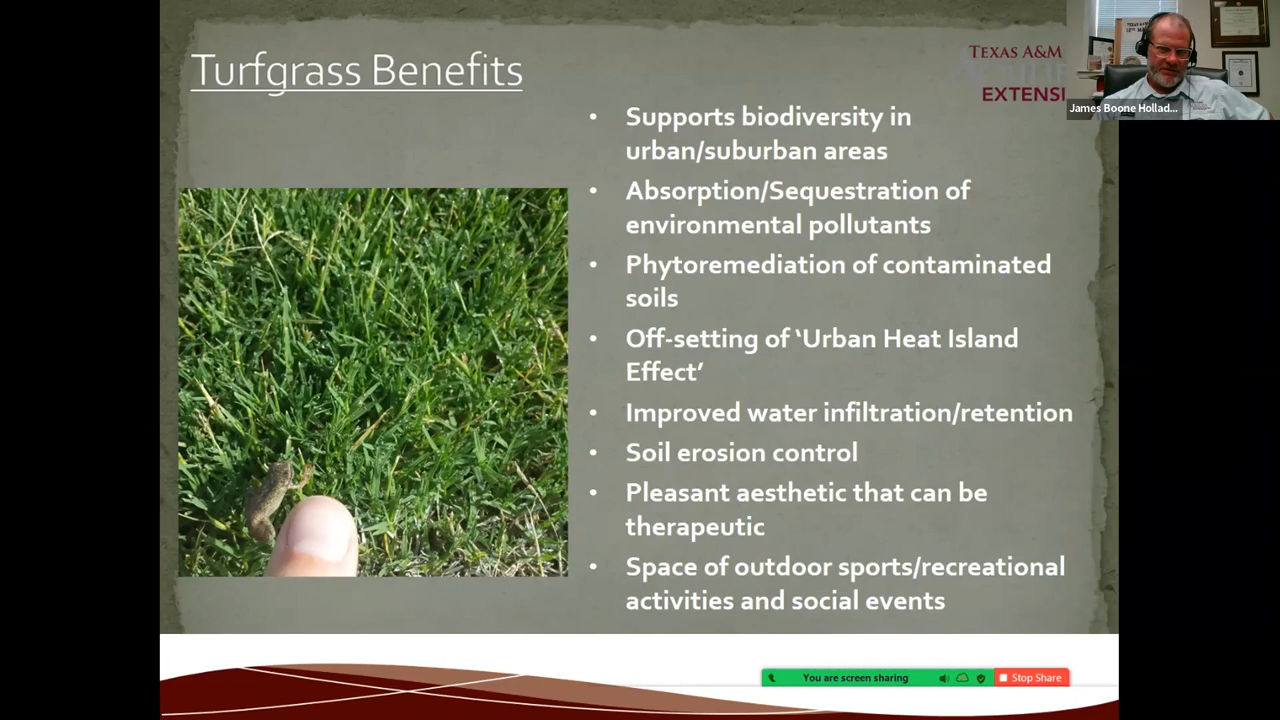 Turfgrass Benefits
TEXAS A&M
EXTENSI
James Boone Hollad...
• Supports biodiversity in
urban/suburban areas
• Absorption/Sequestration of
environmental pollutants
• Phytoremediation of contaminated
soils
• Off-setting of ‘Urban Heat Island
Effect’
• Improved water infiltration/retention
• Soil erosion control
• Pleasant aesthetic that can be
therapeutic
• Space of outdoor sports/recreational
activities and social events
You are screen sharing
Stop Share